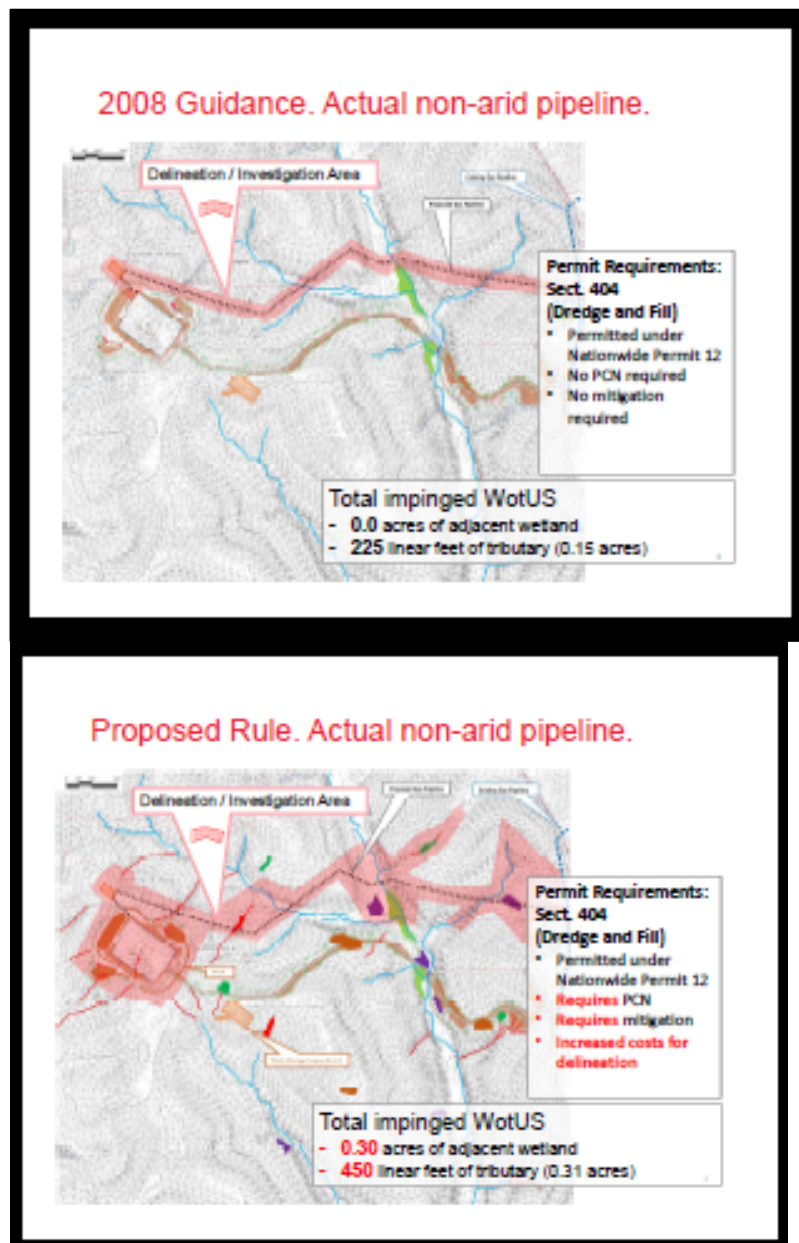 2008 Guidance. Actual non-arid pipeline.
Delineation / Investigation Area
Permit Requirements:
Sect. 404
(Dredge and Fill)
• Permitted under
Nationwide Permit 12
• No PCN required
• No mitigation
required
Total impinged WotUS
- 0.0 acres of adjacent wetland
- 225 linear feet of tributary (0.15 acres)
Proposed Rule. Actual non-arid pipeline.
Delineation / Investigation Area
Permit Requirements:
Sect. 404
(Dredge and Fill)
• Permitted under
Nationwide Permit 12
• Requires PCN
• Requires mitigation
• Increased costs for
delineation
Total impinged WotUS
- 0.30 acres of adjacent wetland
- 450 linear feet of tributary (0.31 acres)